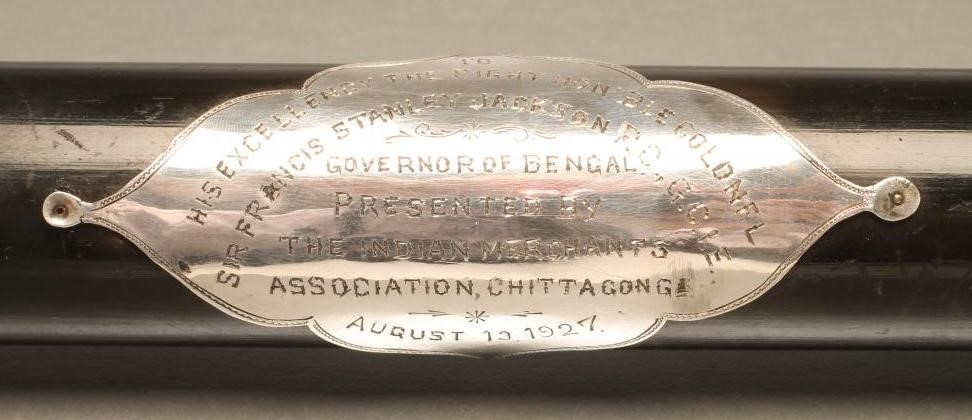 TO
HIS EXCELLENCY THE RIGHT HON'BLE COLONEL
SIR FRANCIS STANLEY JACKSON P.C., G.C.I.E.
GOVERNOR OF BENGAL.
PRESENTED BY
THE INDIAN MERCHANTS
ASSOCIATION, CHITTAGONG
AUGUST 13, 1927.